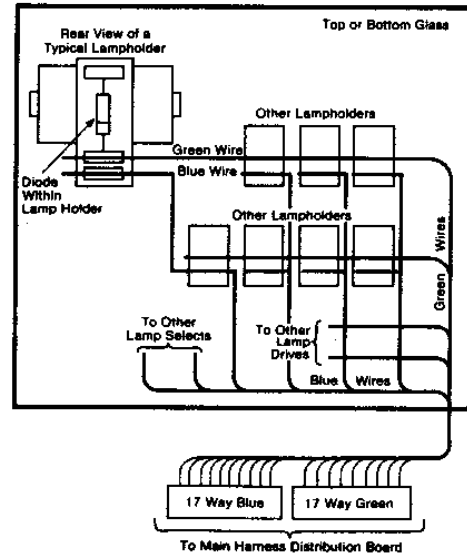 Top or Bottom Glass
Rear View of a
Typical Lampholder
Other Lampholders
Green Wire
Blue Wire
Diode
Within
Lamp Holder
Other Lampholders
Green Wires
To Other
Lamp Selects
To Other
Lamp
Drives
Blue Wires
17 Way Blue
17 Way Green
To Main Harness Distribution Board